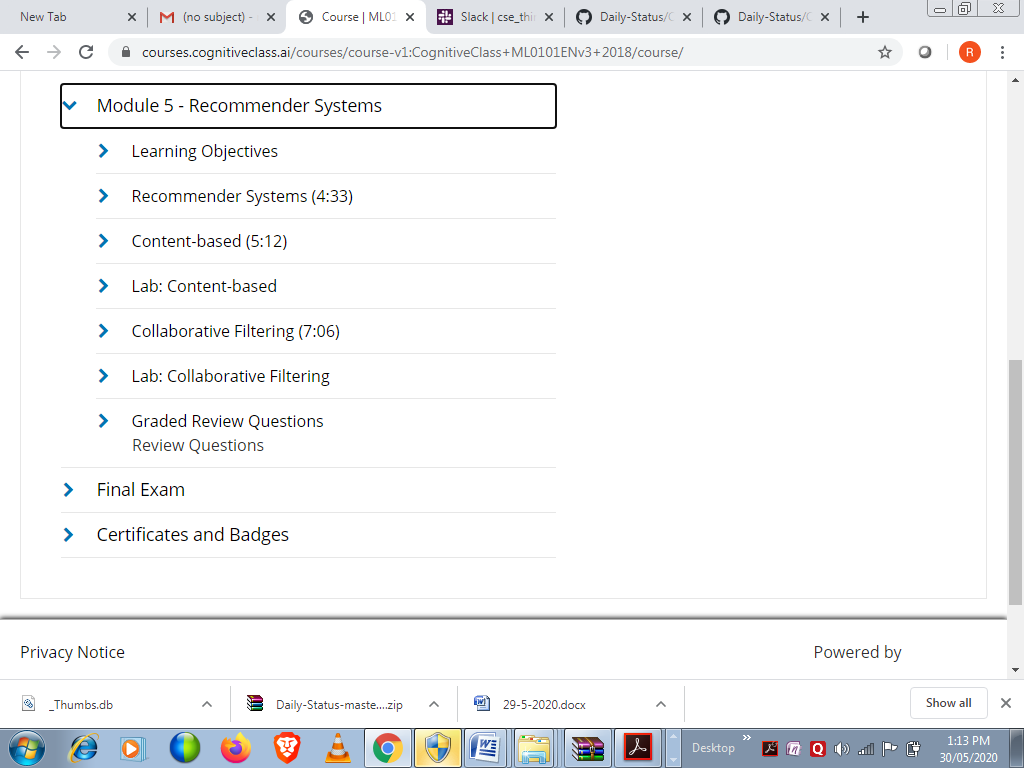 New Tab
(no subject) -
Course | ML01
Slack | cse_thi
Daily-Status/C
Daily-Status/C
courses.cognitiveclass.ai/courses/course-v1:CognitiveClass+ML0101ENv3+2018/course/
R
Module 5 - Recommender Systems
Learning Objectives
Recommender Systems (4:33)
Content-based (5:12)
Lab: Content-based
Collaborative Filtering (7:06)
Lab: Collaborative Filtering
Graded Review Questions
Review Questions
Final Exam
Certificates and Badges
Privacy Notice
Powered by
_Thumbs.db
Daily-Status-maste....zip
29-5-2020.docx
Show all
Desktop
1:13 PM
30/05/2020